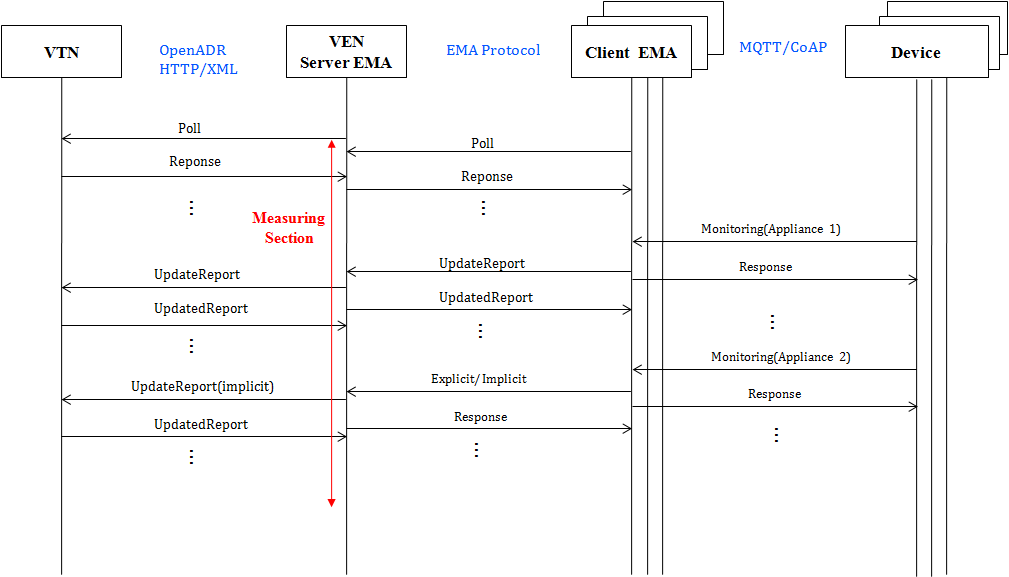 VTN
OpenADR
HTTP/XML
VEN
Server EMA
EMA Protocol
Client EMA
MQTT/CoAP
Device
Poll
Poll
Reponse
Reponse
Measuring
Section
Monitoring(Appliance 1)
UpdateReport
Response
UpdateReport
UpdatedReport
UpdatedReport
Monitoring(Appliance 2)
Explicit/Implicit
UpdateReport(implicit)
Response
Response
UpdatedReport